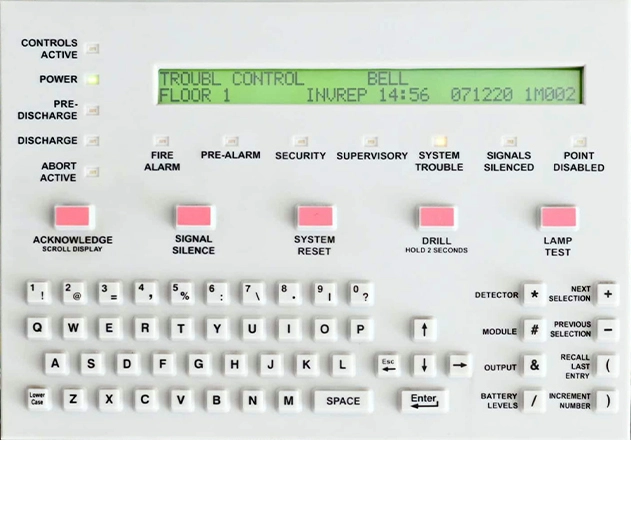 CONTROLS
ACTIVE
POWER
PRE-
DISCHARGE
DISCHARGE
ABORT
ACTIVE
TROUBL CONTROL BELL
FLOOR 1 INVREP 14:56 071220 1M002
FIRE
ALARM
PRE-ALARM
SECURITY
SUPERVISORY
SYSTEM
TROUBLE
SIGNALS
SILENCED
POINT
DISABLED
ACKNOWLEDGE
SCROLL DISPLAY
SIGNAL
SILENCE
SYSTEM
RESET
DRILL
HOLD 2 SECONDS
LAMP
TEST
1 ! 2 @ 3 = 4 , 5 % 6 : 7 \ 8 . 9 | 0 ?
DETECTOR * NEXT
SELECTION +
Q W E R T Y U I O P ↑
MODULE # PREVIOUS
SELECTION −
A S D F G H J K L Esc ← ↓ →
OUTPUT & RECALL
LAST
ENTRY (
Lower
Case Z X C V B N M SPACE Enter
BATTERY
LEVELS / INCREMENT
NUMBER )